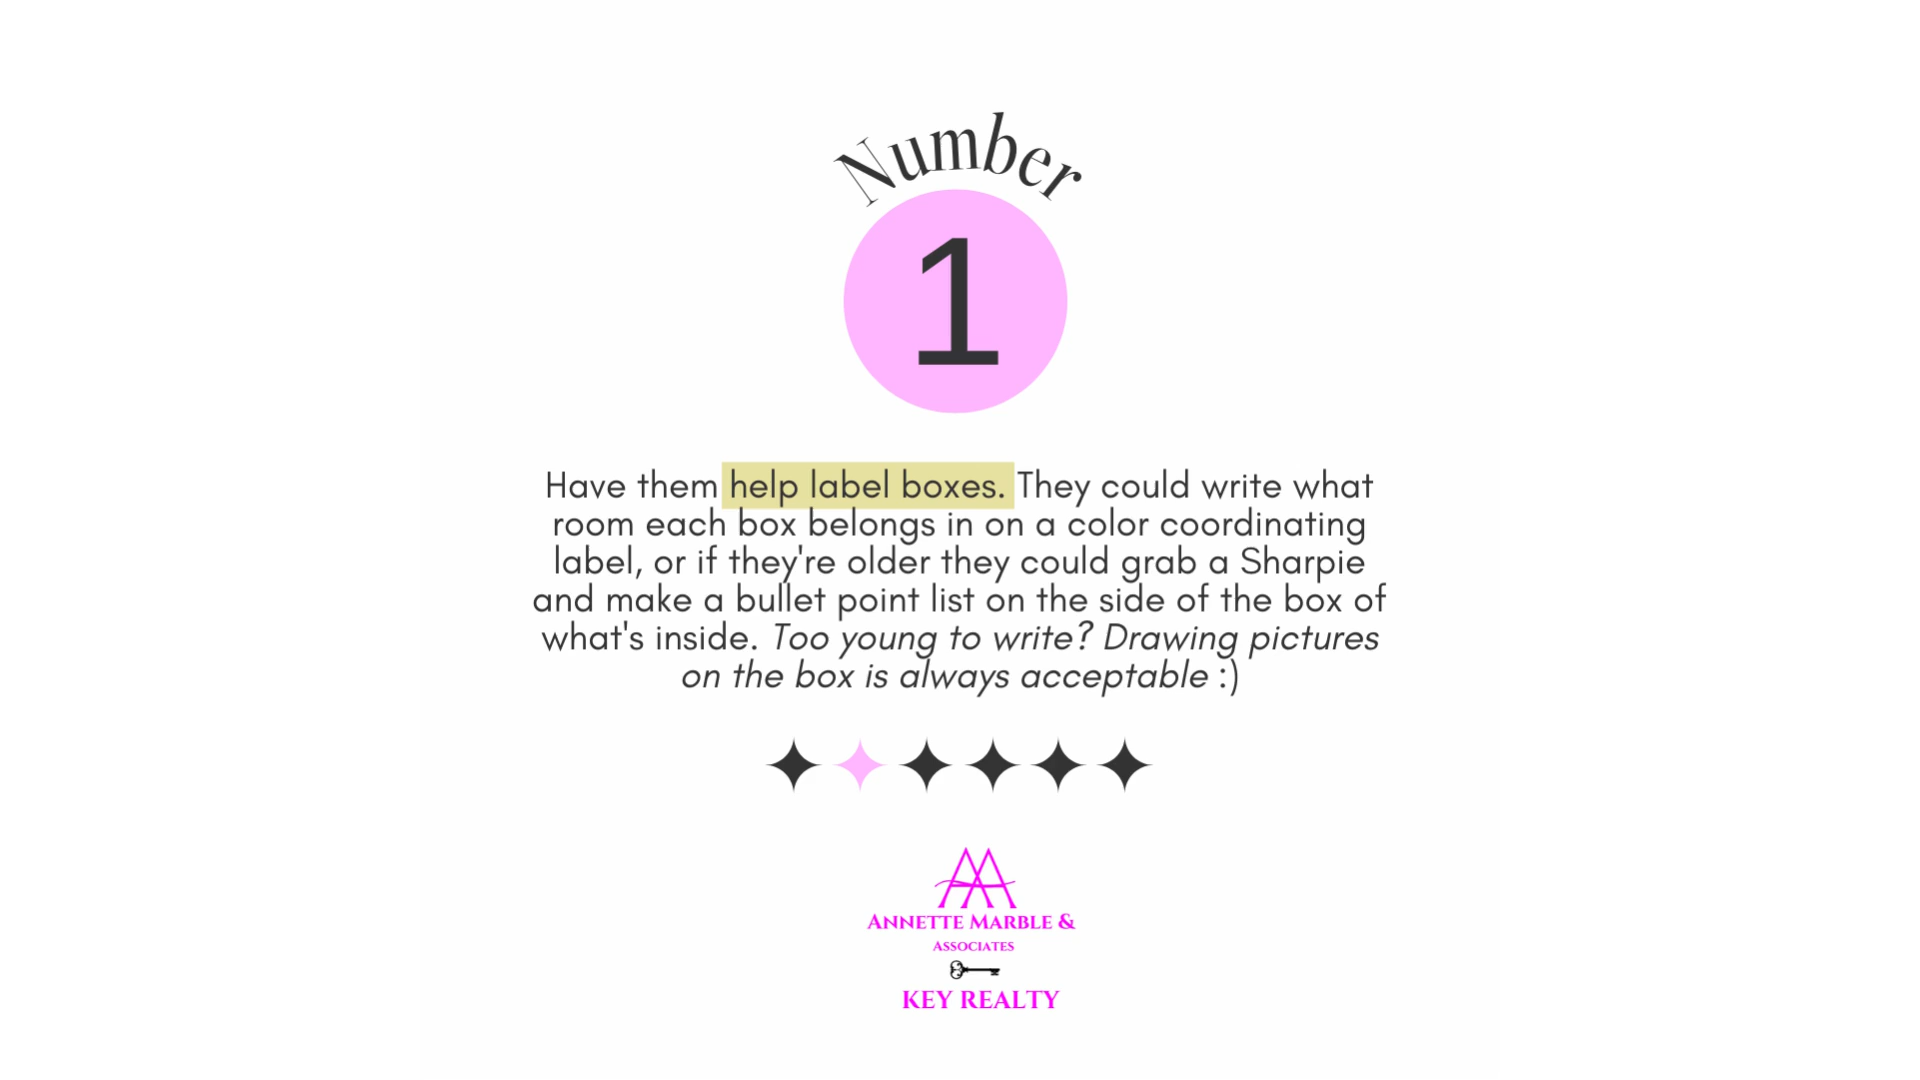 Number
1
Have them help label boxes. They could write what
room each box belongs in on a color coordinating
label, or if they're older they could grab a Sharpie
and make a bullet point list on the side of the box of
what's inside. Too young to write? Drawing pictures
on the box is always acceptable :)
AA
Annette Marble &
Associates
KEY REALTY